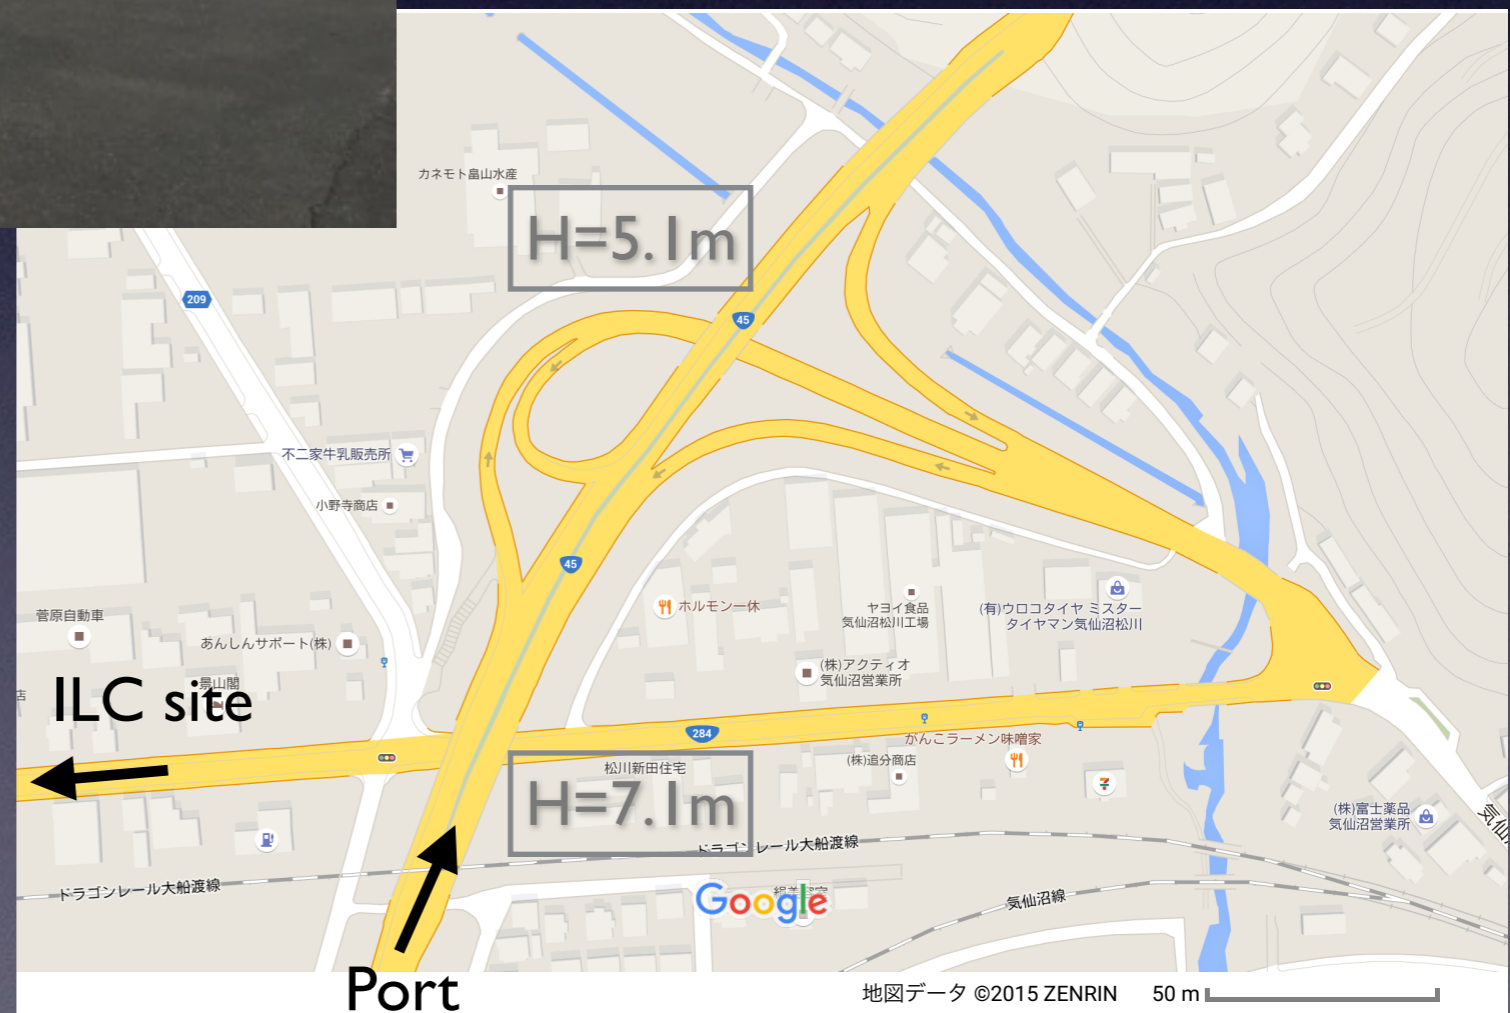 カネモト畠山水産
H=5.1m
209
45
不二家牛乳販売所
小野寺商店
45
菅原自動車
あんしんサポート(株)
ホルモン一休
ヤヨイ食品
気仙沼松川工場
(有)ウロコタイヤ ミスター
タイヤマン気仙沼松川
(株)アクティオ
気仙沼営業所
店
景山閣
ILC site
284
がんこラーメン味噌家
(株)追分商店
松川新田住宅
H=7.1m
(株)富士薬品
気仙沼営業所
ドラゴンレール大船渡線
ドラゴンレール大船渡線
気仙沼線
Google
Port
地図データ ©2015 ZENRIN 50 m